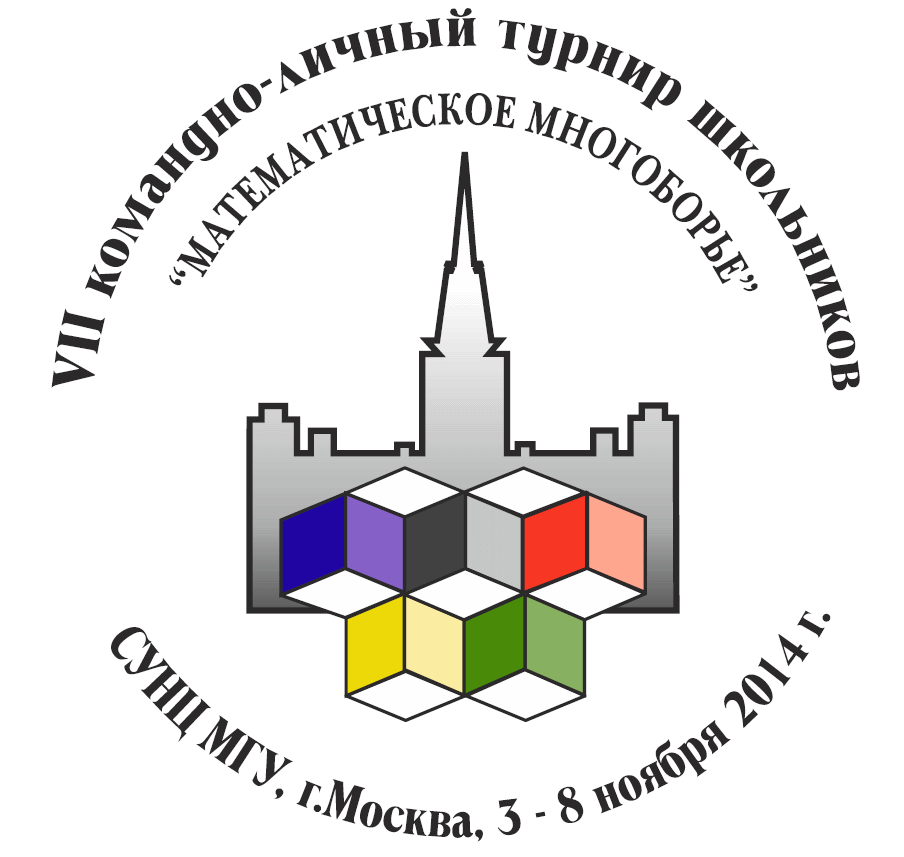 VII командно-личный турнир школьников
“МАТЕМАТИЧЕСКОЕ МНОГОБОРЬЕ”
СУНЦ МГУ, г.Москва, 3 - 8 ноября 2014 г.